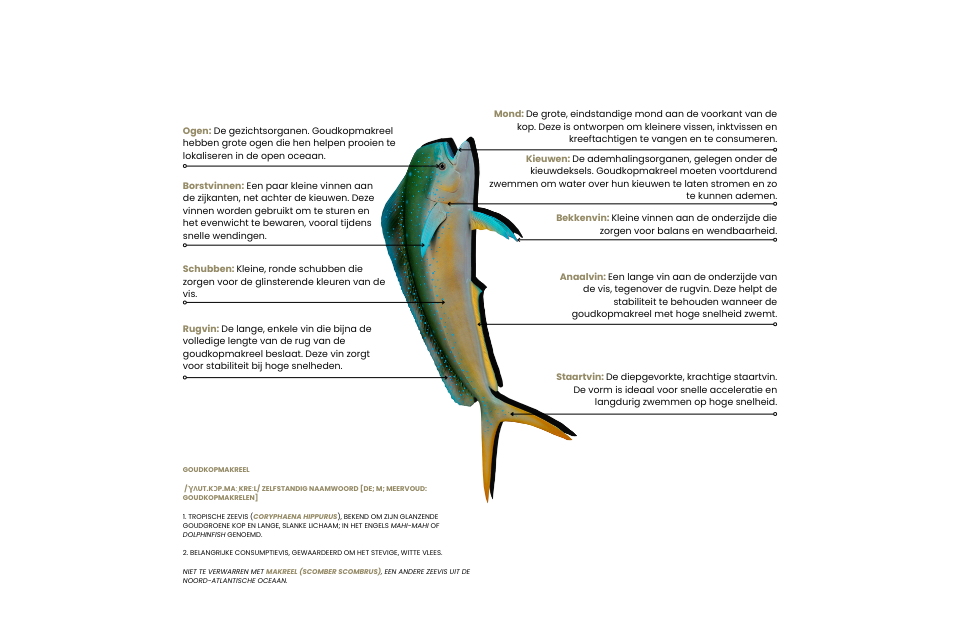 Ogen: De gezichtsorganen. Goudkopmakreel
hebben grote ogen die hen helpen prooien te
lokaliseren in de open oceaan.
Borstvinnen: Een paar kleine vinnen aan
de zijkanten, net achter de kieuwen. Deze
vinnen worden gebruikt om te sturen en
het evenwicht te bewaren, vooral tijdens
snelle wendingen.
Schubben: Kleine, ronde schubben die
zorgen voor de glinsterende kleuren van de
vis.
Rugvin: De lange, enkele vin die bijna de
volledige lengte van de rug van de
goudkopmakreel beslaat. Deze vin zorgt
voor stabiliteit bij hoge snelheden.
Mond: De grote, eindstandige mond aan de voorkant van de
kop. Deze is ontworpen om kleinere vissen, inktvissen en
kreeftachtigen te vangen en te consumeren.
Kieuwen: De ademhalingsorganen, gelegen onder de
kieuwdeksels. Goudkopmakreel moeten voortdurend
zwemmen om water over hun kieuwen te laten stromen en zo
te kunnen ademen.
Bekkenvin: Kleine vinnen aan de onderzijde die
zorgen voor balans en wendbaarheid.
Anaalvin: Een lange vin aan de onderzijde van
de vis, tegenover de rugvin. Deze helpt de
stabiliteit te behouden wanneer de
goudkopmakreel met hoge snelheid zwemt.
Staartvin: De diepgevorkte, krachtige staartvin.
De vorm is ideaal voor snelle acceleratie en
langdurig zwemmen op hoge snelheid.
GOUDKOPMAKREEL
/ˈɣɅUT.KƆP.MAˌKREːL/ ZELFSTANDIG NAAMWOORD [DE; M; MEERVOUD:
GOUDKOPMAKRELEN]
1. TROPISCHE ZEEVIS (CORYPHAENA HIPPURUS), BEKEND OM ZIJN GLANZENDE
GOUDGROENE KOP EN LANGE, SLANKE LICHAAM; IN HET ENGELS MAHI-MAHI OF
DOLPHINFISH GENOEMD.
2. BELANGRIJKE CONSUMPTIEVIS, GEWAARDEERD OM HET STEVIGE, WITTE VLEES.
NIET TE VERWARREN MET MAKREEL (SCOMBER SCOMBRUS), EEN ANDERE ZEEVIS UIT DE
NOORD-ATLANTISCHE OCEAAN.